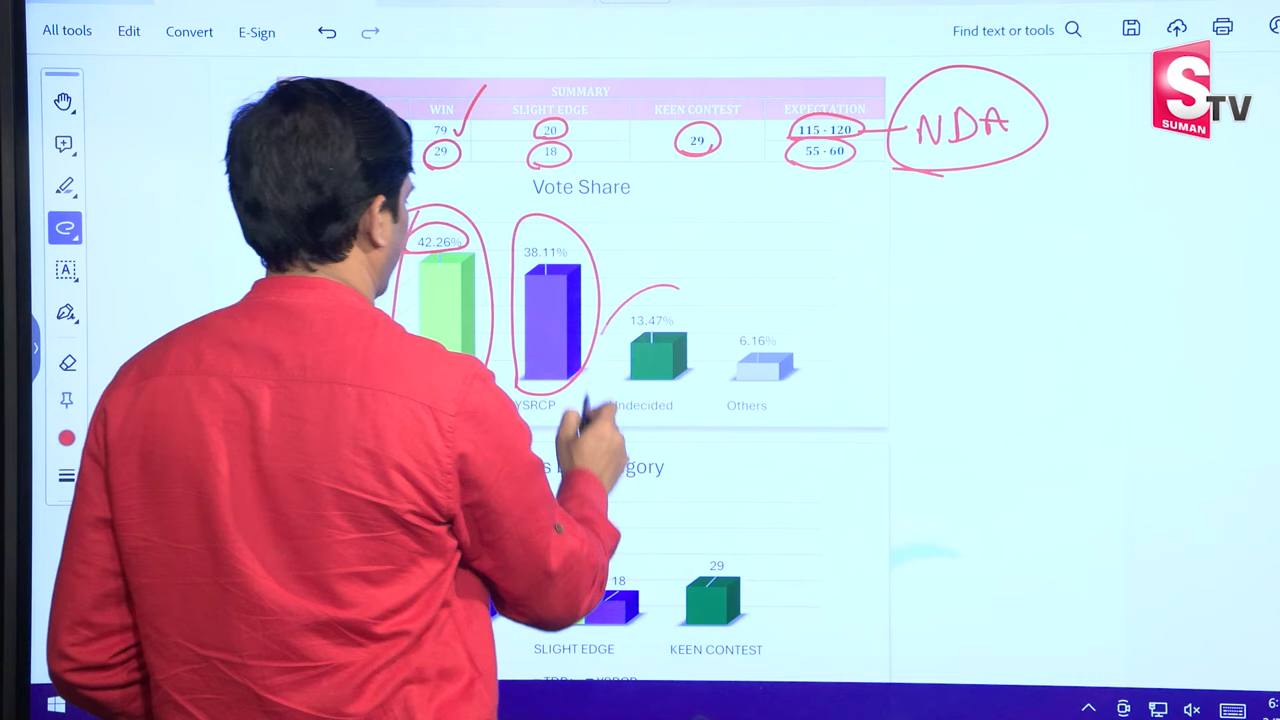 All tools Edit Convert E-Sign Find text or tools
S TV
SUMAN
SUMMARY
WIN SLIGHT EDGE KEEN CONTEST EXPECTATION
79 20 29 115 - 120 NDA
29 18 55 - 60
Vote Share
42.26% 38.11% 13.47% 6.16%
YSRCP Undecided Others
29
18
SLIGHT EDGE KEEN CONTEST